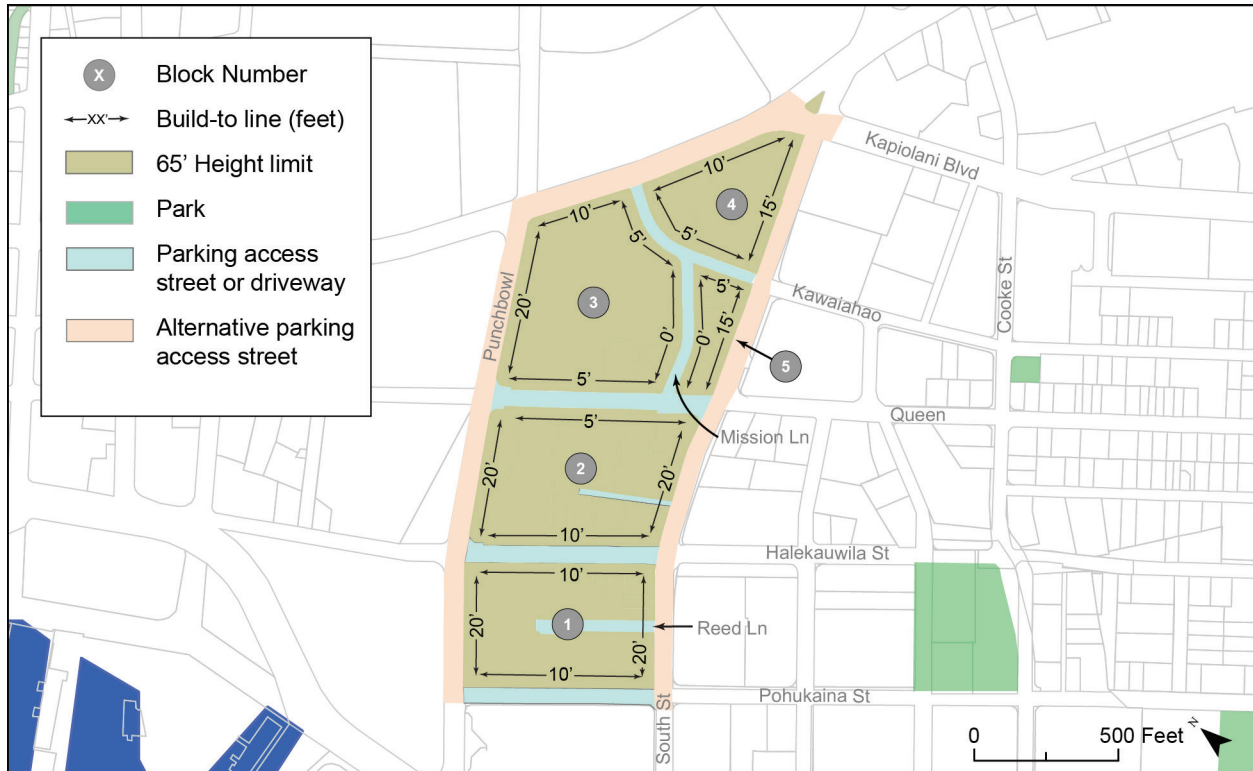 X
Block Number
XX'
Build-to line (feet)
65’ Height limit
Park
Parking access
street or driveway
Alternative parking
access street
Kapiolani Blvd
10'
4
15'
5'
10'
5'
Punchbowl
20'
3
0'
5'
5'
0'
15'
5
Kawaiahao
Cooke St
Queen
Mission Ln
5'
20'
2
20'
10'
Halekauwila St
10'
20'
1
20'
10'
Reed Ln
Pohukaina St
South St
0
500 Feet
N